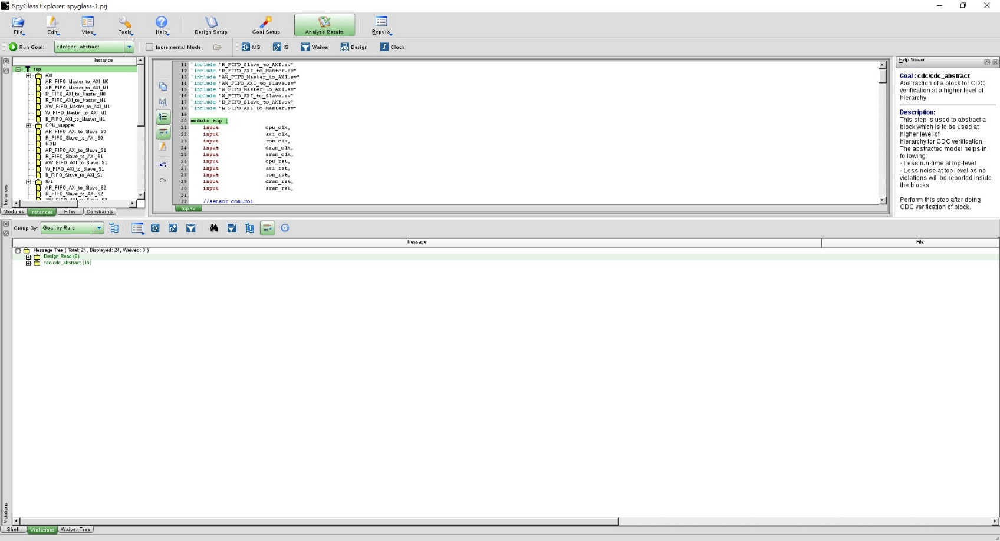 SpyGlass Explorer: spyglass-1.prj
File Edit View Tools Help Design Setup Goal Setup Analyze Results Reports
Run Goal: cdc/cdc_abstract Incremental Mode MS IS Waiver Design Clock
Instance
top
AXI
AR_FIFO_Master_to_AXI_M0
AR_FIFO_Master_to_AXI_M1
R_FIFO_AXI_to_Master_M0
R_FIFO_AXI_to_Master_M1
AW_FIFO_Master_to_AXI_M1
W_FIFO_Master_to_AXI_M1
B_FIFO_AXI_to_Master_M1
CPU_wrapper
AR_FIFO_AXI_to_Slave_S0
R_FIFO_Slave_to_AXI_S0
ROM
AR_FIFO_AXI_to_Slave_S1
R_FIFO_Slave_to_AXI_S1
AW_FIFO_AXI_to_Slave_S1
W_FIFO_AXI_to_Slave_S1
B_FIFO_Slave_to_AXI_S1
IM1
AR_FIFO_AXI_to_Slave_S2
R_FIFO_Slave_to_AXI_S2
AW_FIFO_AXI_to_Slave_S2
Instances
Modules Instances Files Constraints
11 `include "R_FIFO_Slave_to_AXI.sv"
12 `include "R_FIFO_AXI_to_Master.sv"
13 `include "AW_FIFO_Master_to_AXI.sv"
14 `include "AW_FIFO_AXI_to_Slave.sv"
15 `include "W_FIFO_Master_to_AXI.sv"
16 `include "W_FIFO_AXI_to_Slave.sv"
17 `include "B_FIFO_Slave_to_AXI.sv"
18 `include "B_FIFO_AXI_to_Master.sv"
19
20 module top (
21 input cpu_clk,
22 input axi_clk,
23 input rom_clk,
24 input dram_clk,
25 input sram_clk,
26 input cpu_rst,
27 input axi_rst,
28 input rom_rst,
29 input dram_rst,
30 input sram_rst,
31
32 //sensor control
top.sv
Help Viewer
Goal : cdc/cdc_abstract
Abstraction of a block for CDC
verification at a higher level of
hierarchy
Description:
This step is used to abstract a
block which is to be used at
higher level of
hierarchy for CDC verification.
The abstracted model helps in
following:
- Less run-time at top-level
- Less noise at top-level as no
violations will be reported inside
the blocks
Perform this step after doing
CDC verification of block.
Group By: Goal by Rule
Message File
Message Tree ( Total: 24, Displayed: 24, Waived: 0 )
Design Read (9)
cdc/cdc_abstract (15)
Violations
Shell Violations Waiver Tree